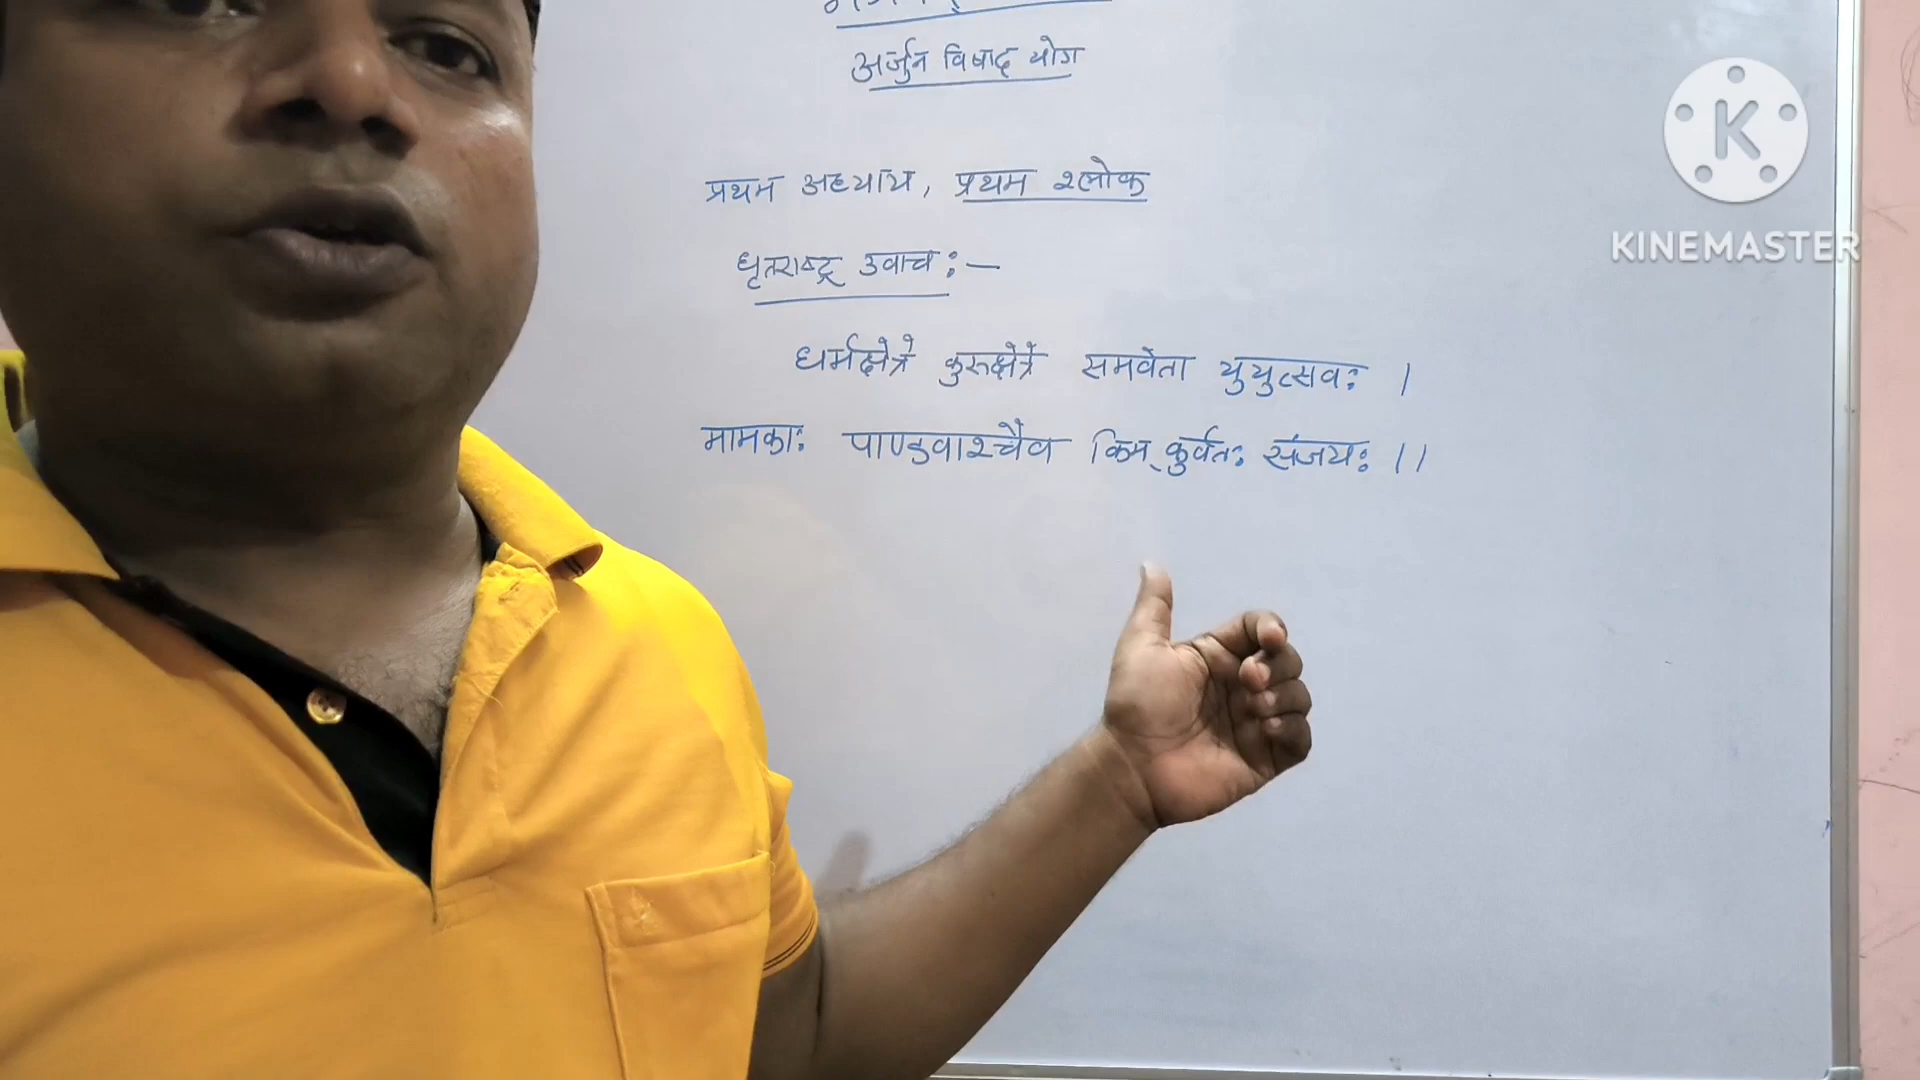 अर्जुन विषाद योग
प्रथम अध्याय, प्रथम श्लोक
धृतराष्ट्र उवाच :—
धर्मक्षेत्रे कुरुक्षेत्रे समवेता युयुत्सवः ।
मामकाः पाण्डवाश्चैव किम् कुर्वतः संजयः ।।
K
KINEMASTER